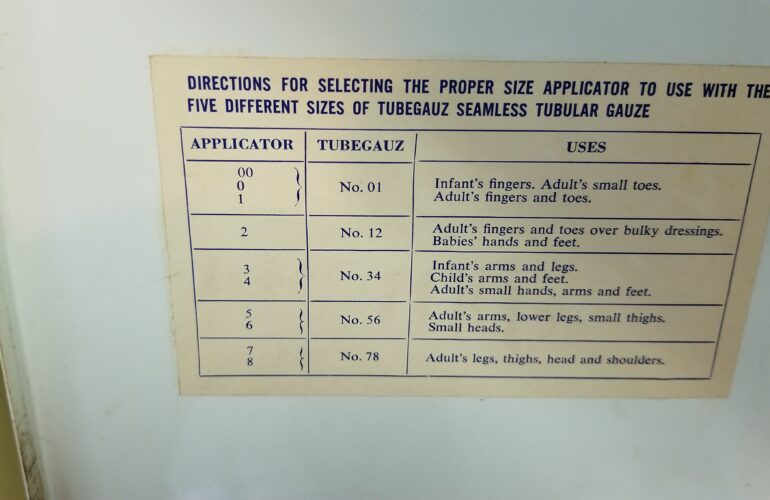 DIRECTIONS FOR SELECTING THE PROPER SIZE APPLICATOR TO USE WITH THE
FIVE DIFFERENT SIZES OF TUBEGAUZ SEAMLESS TUBULAR GAUZE
APPLICATOR TUBEGAUZ USES
00
0
1
No. 01
Infant's fingers. Adult's small toes.
Adult's fingers and toes.
2
No. 12
Adult's fingers and toes over bulky dressings.
Babies' hands and feet.
3
4
No. 34
Infant's arms and legs.
Child's arms and feet.
Adult's small hands, arms and feet.
5
6
No. 56
Adult's arms, lower legs, small thighs.
Small heads.
7
8
No. 78
Adult's legs, thighs, head and shoulders.